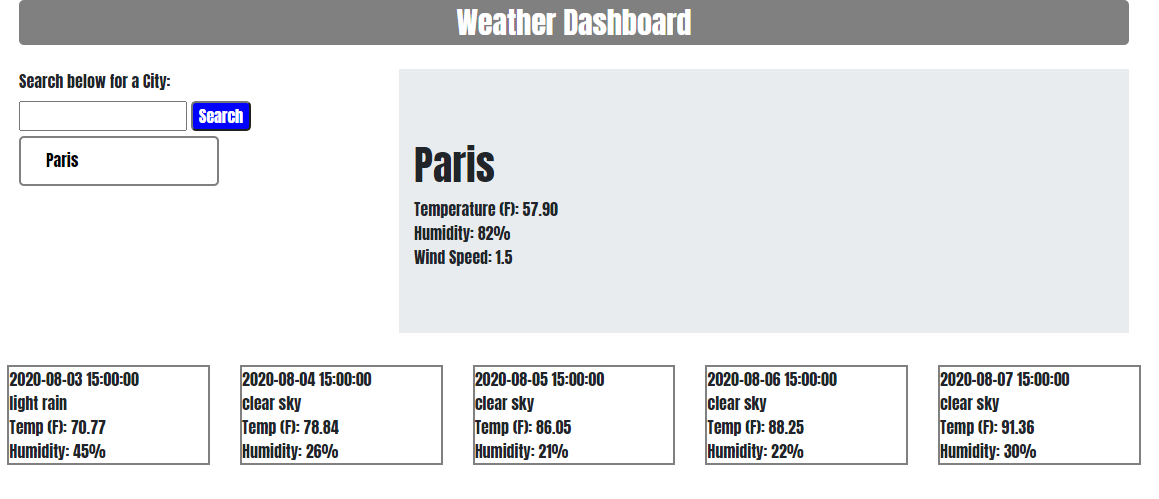 Weather Dashboard
Search below for a City:
Search
Paris
Paris
Temperature (F): 57.90
Humidity: 82%
Wind Speed: 1.5
2020-08-03 15:00:00
light rain
Temp (F): 70.77
Humidity: 45%
2020-08-04 15:00:00
clear sky
Temp (F): 78.84
Humidity: 26%
2020-08-05 15:00:00
clear sky
Temp (F): 86.05
Humidity: 21%
2020-08-06 15:00:00
clear sky
Temp (F): 88.25
Humidity: 22%
2020-08-07 15:00:00
clear sky
Temp (F): 91.36
Humidity: 30%